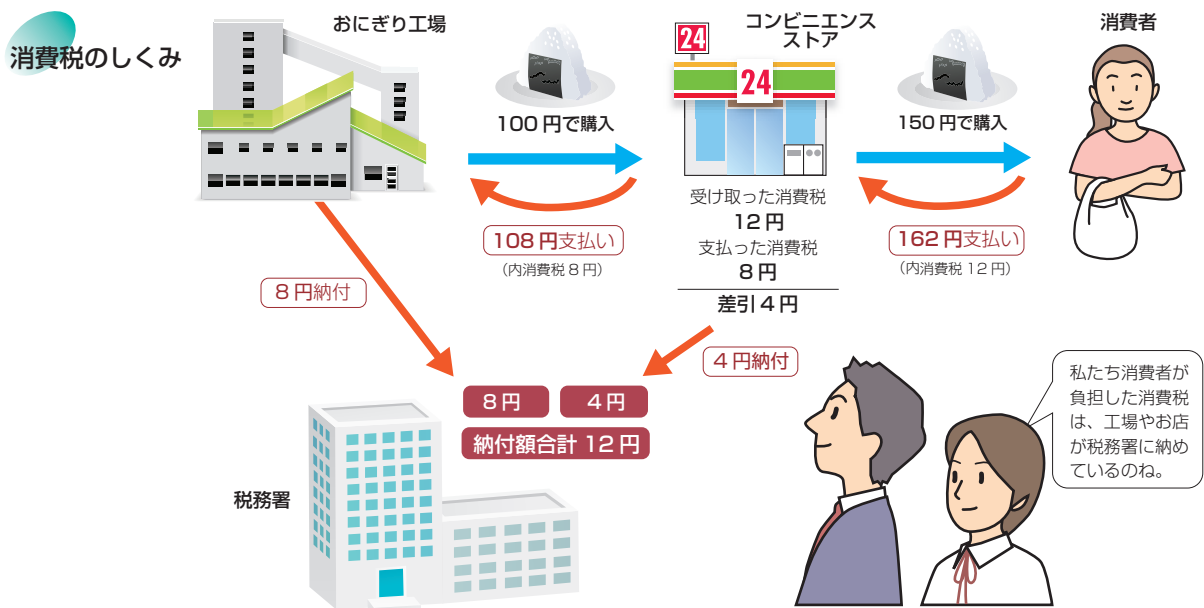 消費税のしくみ
おにぎり工場
コンビニエンス
ストア
消費者
24
24
100円で購入
150円で購入
108円支払い
(内消費税8円)
受け取った消費税
12円
支払った消費税
8円
差引4円
162円支払い
(内消費税12円)
8円納付
4円納付
8円
4円
納付額合計 12円
税務署
私たち消費者が
負担した消費税
は、工場やお店
が税務署に納め
ているのね。